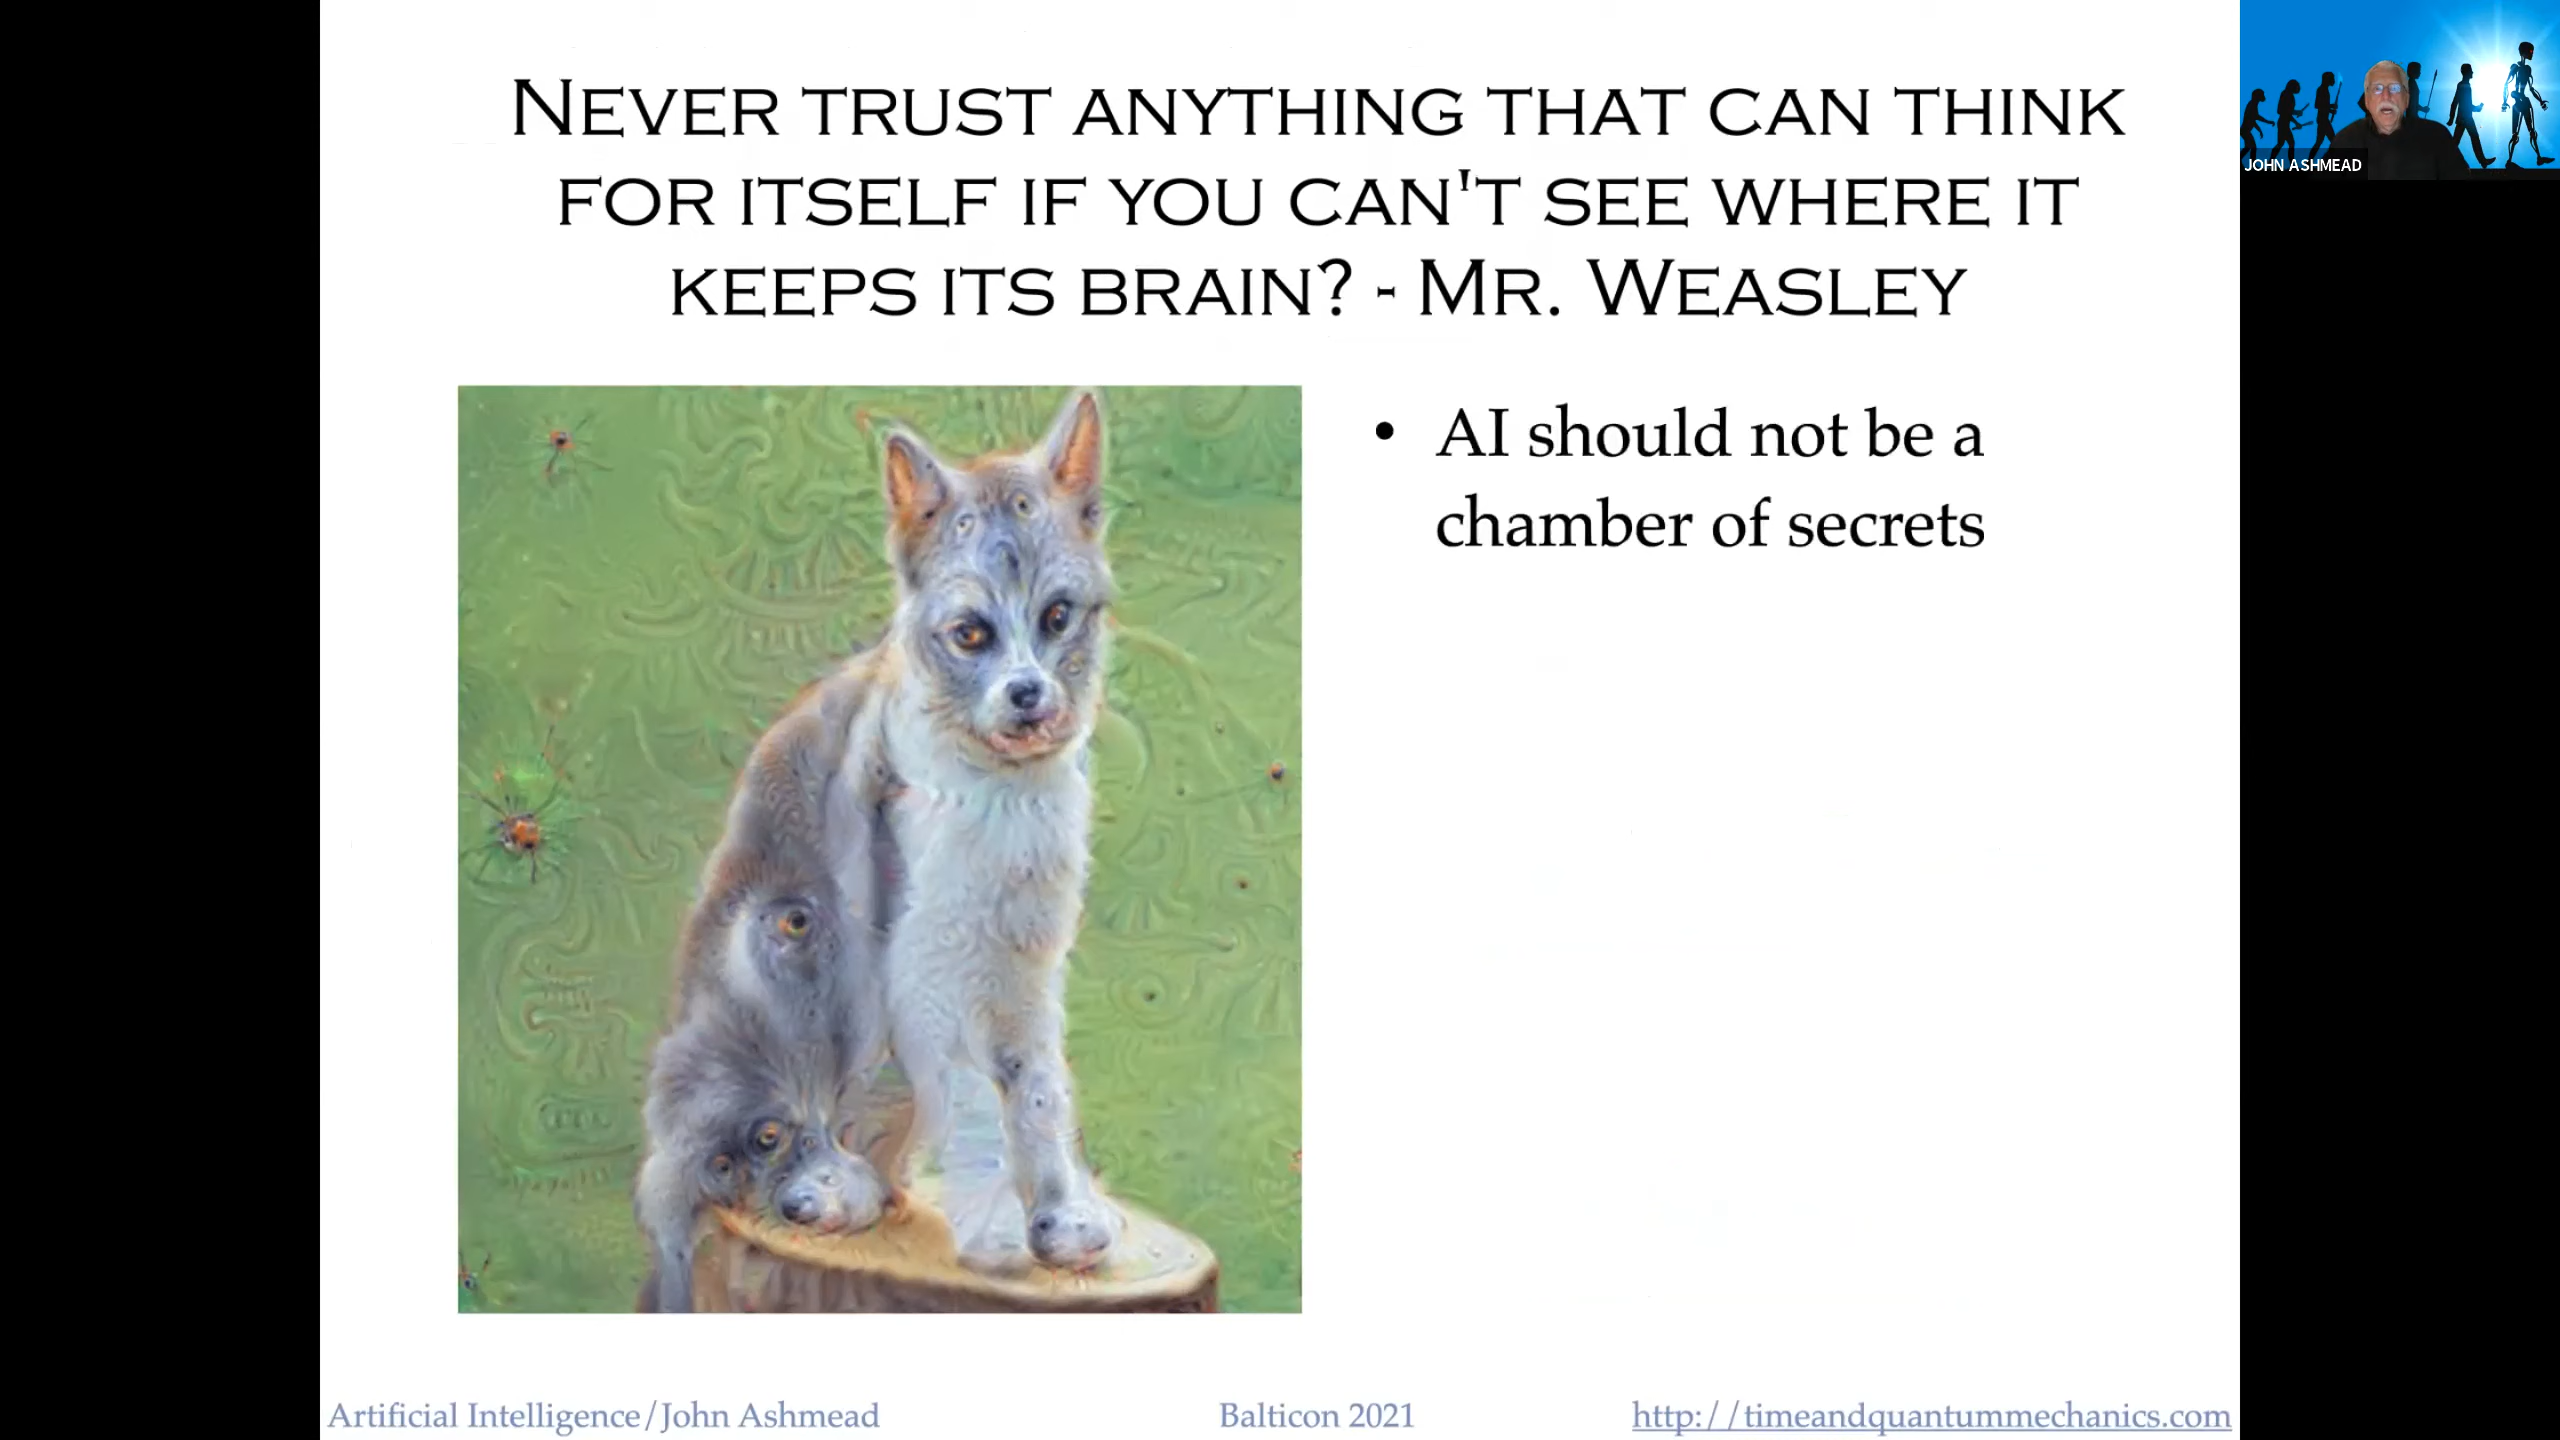 NEVER TRUST ANYTHING THAT CAN THINK
FOR ITSELF IF YOU CAN'T SEE WHERE IT
KEEPS ITS BRAIN? - MR. WEASLEY
• AI should not be a
chamber of secrets
JOHN ASHMEAD
Artificial Intelligence/John Ashmead
Balticon 2021
http://timeandquantummechanics.com